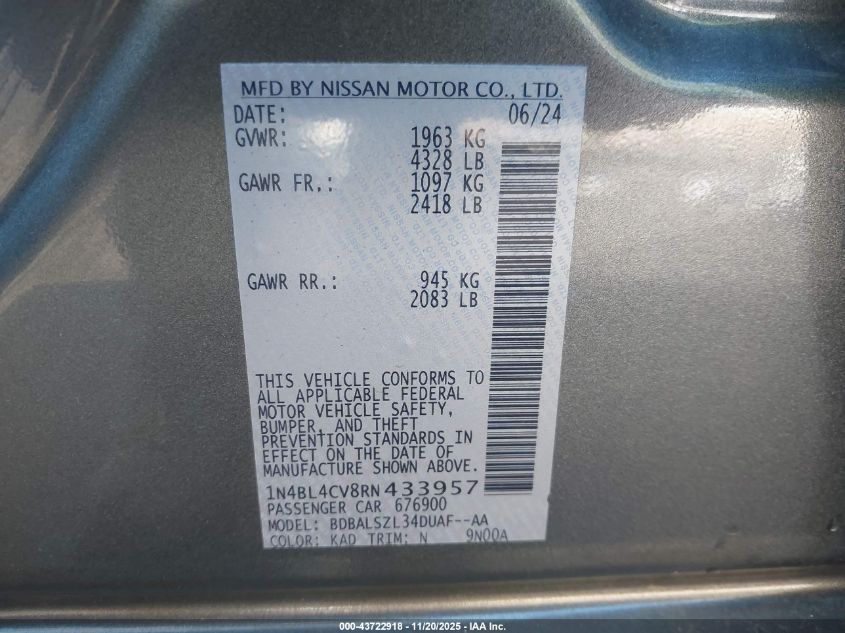 MFD BY NISSAN MOTOR CO., LTD.
DATE: 06/24
GVWR: 1963 KG
4328 LB
GAWR FR.: 1097 KG
2418 LB
GAWR RR.: 945 KG
2083 LB
THIS VEHICLE CONFORMS TO
ALL APPLICABLE FEDERAL
MOTOR VEHICLE SAFETY,
BUMPER, AND THEFT
PREVENTION STANDARDS IN
EFFECT ON THE DATE OF
MANUFACTURE SHOWN ABOVE.
1N4BL4CV8RN433957
PASSENGER CAR 676900
MODEL: BDBALSZL34DUAF--AA
COLOR: KAD TRIM: N 9N00A
000-43722918 - 11/20/2025 - IAA Inc.